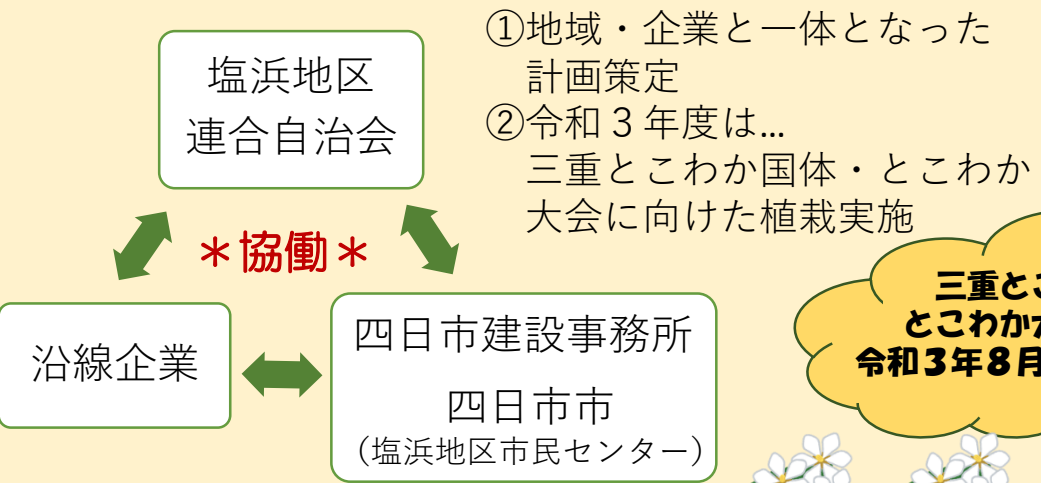 塩浜地区
連合自治会
①地域・企業と一体となった
計画策定
②令和３年度は...
三重とこわか国体・とこわか
大会に向けた植栽実施
＊協働＊
沿線企業
四日市建設事務所
四日市市
（塩浜地区市民センター）
三重とこ
とこわか
令和３年８月